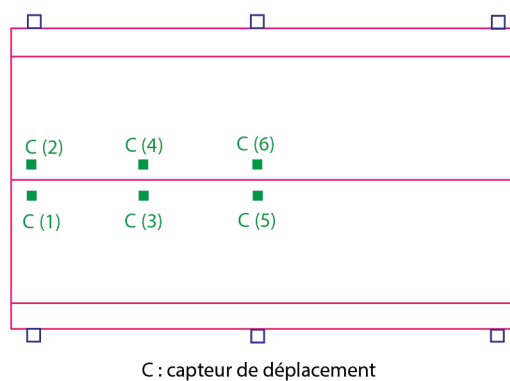 C (2) C (4) C (6)
C (1) C (3) C (5)
C : capteur de déplacement